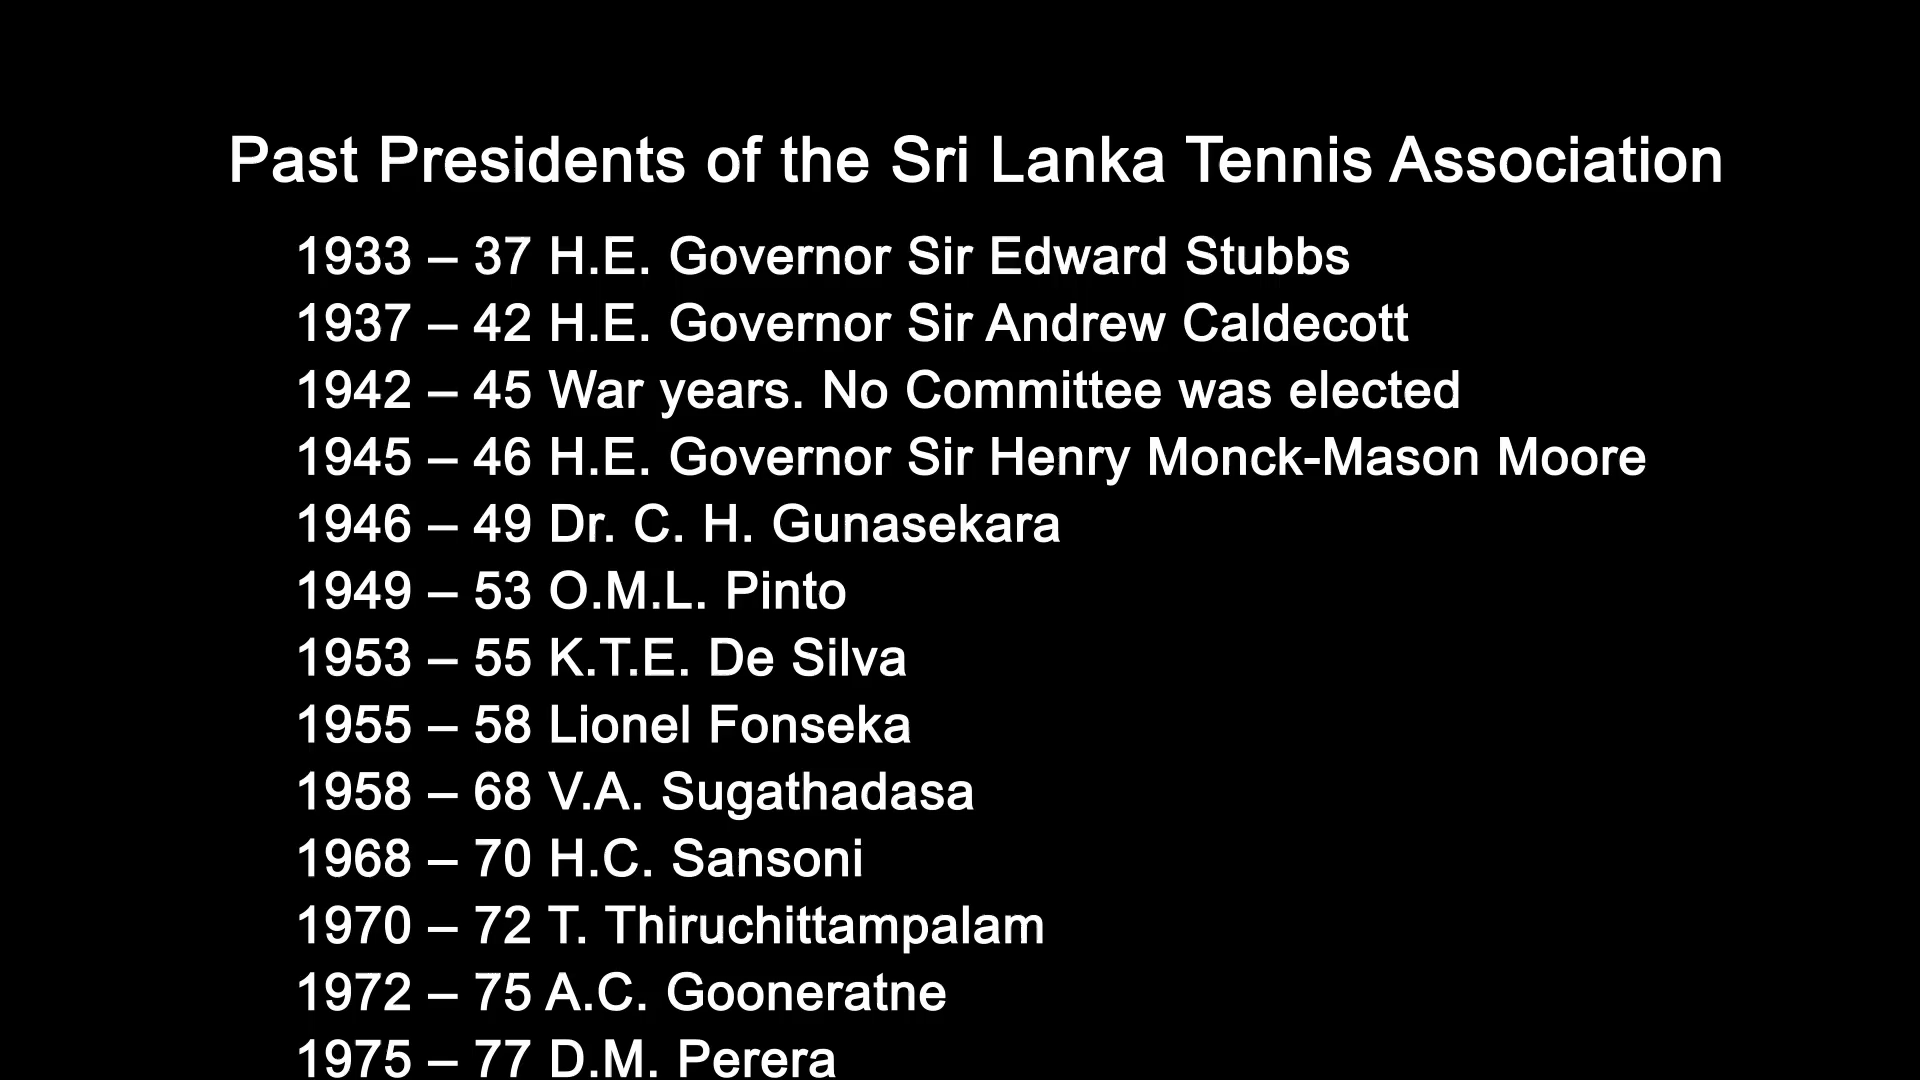 Past Presidents of the Sri Lanka Tennis Association
1933 – 37 H.E. Governor Sir Edward Stubbs
1937 – 42 H.E. Governor Sir Andrew Caldecott
1942 – 45 War years. No Committee was elected
1945 – 46 H.E. Governor Sir Henry Monck-Mason Moore
1946 – 49 Dr. C. H. Gunasekara
1949 – 53 O.M.L. Pinto
1953 – 55 K.T.E. De Silva
1955 – 58 Lionel Fonseka
1958 – 68 V.A. Sugathadasa
1968 – 70 H.C. Sansoni
1970 – 72 T. Thiruchittampalam
1972 – 75 A.C. Gooneratne
1975 – 77 D.M. Perera